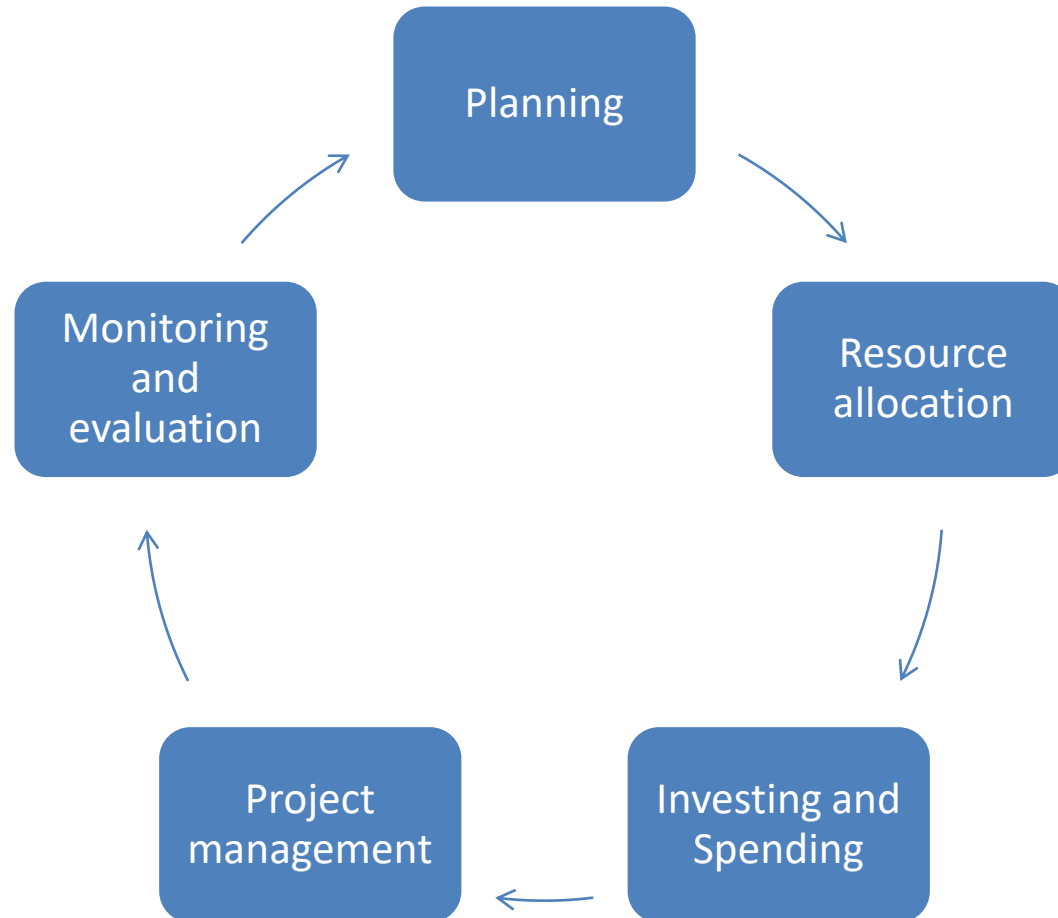 Planning
Resource
allocation
Investing and
Spending
Project
management
Monitoring
and
evaluation